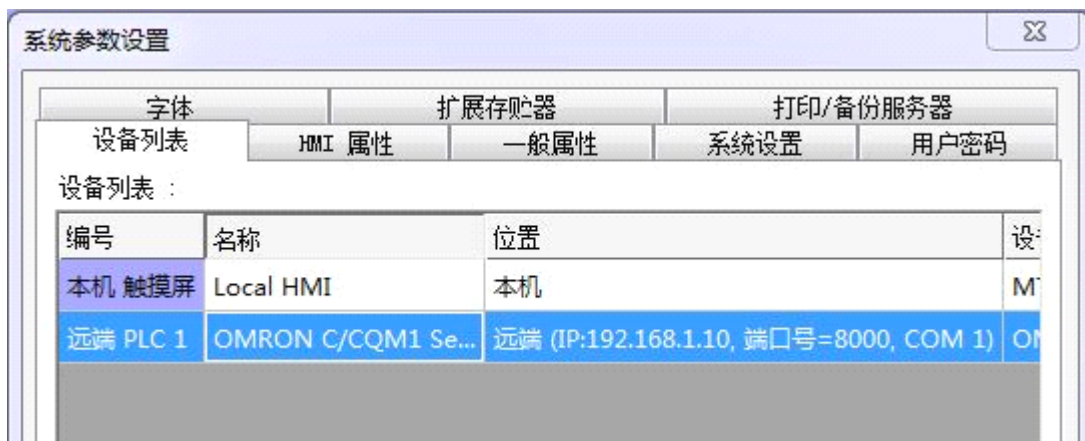 系统参数设置
字体 扩展存贮器 打印/备份服务器
设备列表 HMI 属性 一般属性 系统设置 用户密码
设备列表 :
编号 名称 位置
本机 触摸屏 Local HMI 本机
远端 PLC 1 OMRON C/CQM1 Se... 远端 (IP:192.168.1.10, 端口号=8000, COM 1)